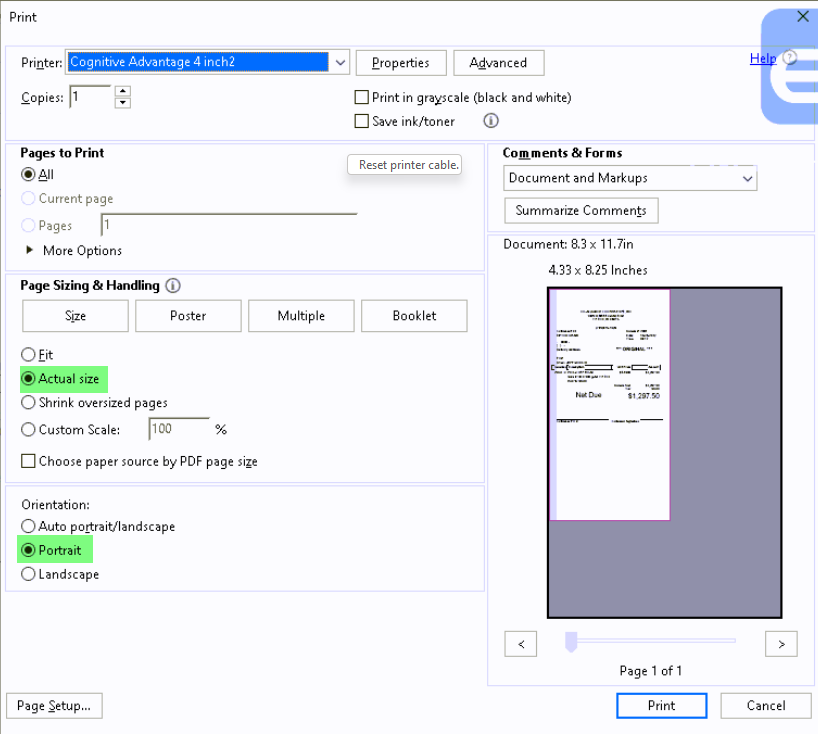 Print
Printer: Cognitive Advantage 4 inch2 Properties Advanced Help
Copies: 1 Print in grayscale (black and white)
Save ink/toner
Pages to Print
All
Current page
Pages 1
More Options
Reset printer cable.
Comments & Forms
Document and Markups
Summarize Comments
Page Sizing & Handling
Size Poster Multiple Booklet
Fit
Actual size
Shrink oversized pages
Custom Scale: 100 %
Choose paper source by PDF page size
Orientation:
Auto portrait/landscape
Portrait
Landscape
Document: 8.3 x 11.7in
4.33 x 8.25 Inches
*** ORIGINAL ***
Net Due $1,297.50
< >
Page 1 of 1
Page Setup... Print Cancel